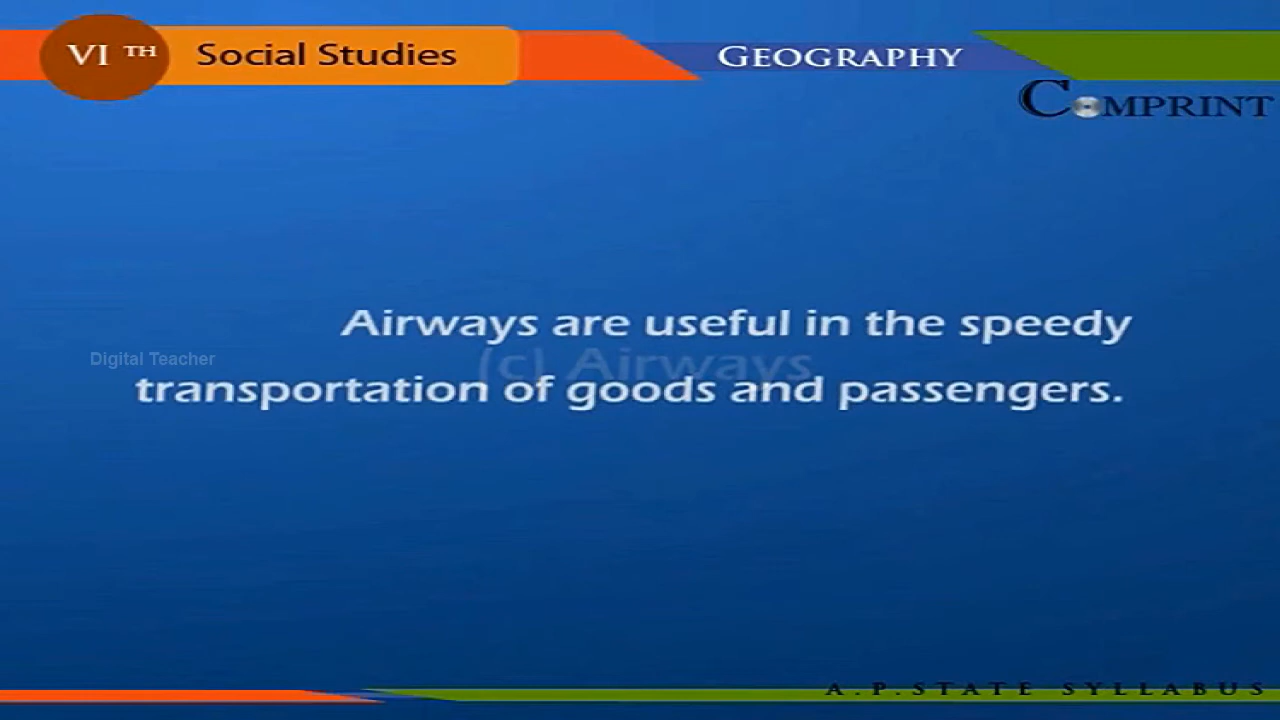 VI TH Social Studies
GEOGRAPHY
COMPRINT
Airways are useful in the speedy
(c) Airways
Digital Teacher
transportation of goods and passengers.
A.P.STATE SYLLABUS